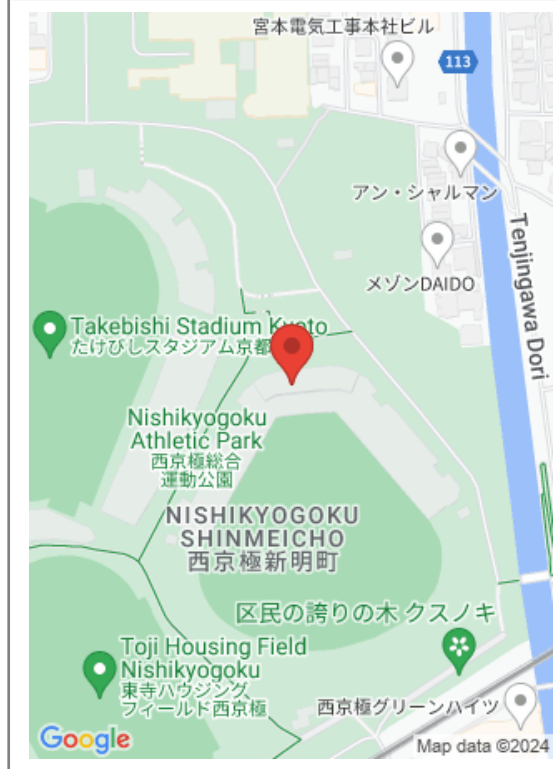 宮本電気工事本社ビル
113
アン・シャルマン
メゾンDAIDO
Tenjingawa Dori
Takebishi Stadium Kyoto
たけびしスタジアム京都
Nishikyogoku
Athletic Park
西京極総合
運動公園
NISHIKYOGOKU
SHINMEICHO
西京極新明町
区民の誇りの木 クスノキ
Toji Housing Field
Nishikyogoku
東寺ハウジング
フィールド西京極
西京極グリーンハイツ
Google
Map data ©2024